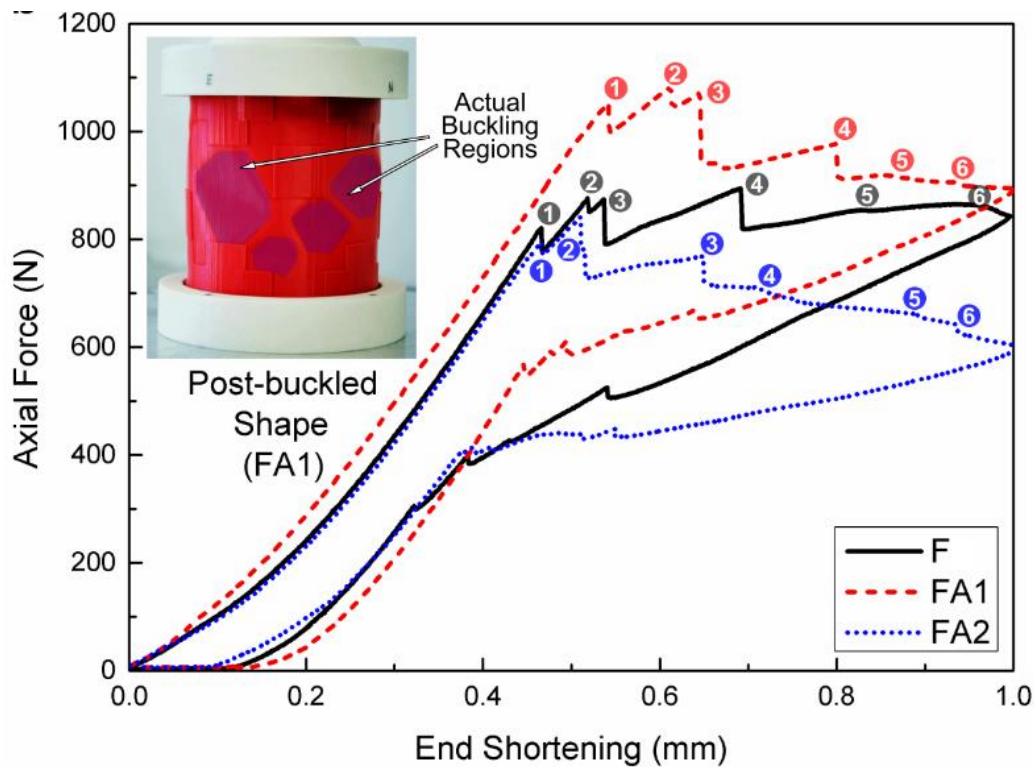 1200
1000
800
600
400
200
0
Axial Force (N)
E
N
Actual
Buckling
Regions
Post-buckled
Shape
(FA1)
1 2 3 4 5 6
1 2 3 4 5 6
1 2 3 4 5 6
F
FA1
FA2
0.0 0.2 0.4 0.6 0.8 1.0
End Shortening (mm)